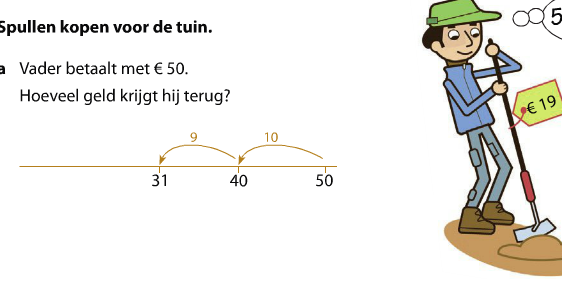 Spullen kopen voor de tuin.
a Vader betaalt met € 50.
Hoeveel geld krijgt hij terug?
9 10
31 40 50
5
€ 19